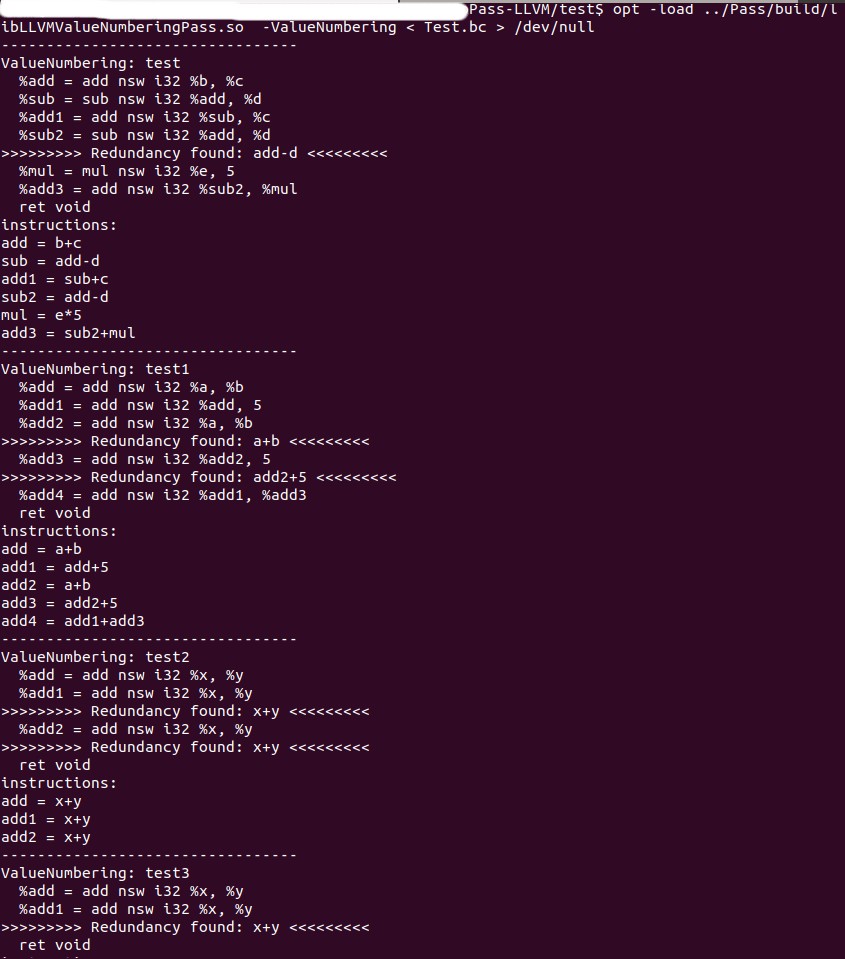 Pass-LLVM/test$ opt -load ../Pass/build/l
ibLLVMValueNumberingPass.so  -ValueNumbering < Test.bc > /dev/null
---------------------------------
ValueNumbering: test
  %add = add nsw i32 %b, %c
  %sub = sub nsw i32 %add, %d
  %add1 = add nsw i32 %sub, %c
  %sub2 = sub nsw i32 %add, %d
>>>>>>>>> Redundancy found: add-d <<<<<<<<<
  %mul = mul nsw i32 %e, 5
  %add3 = add nsw i32 %sub2, %mul
  ret void
instructions:
add = b+c
sub = add-d
add1 = sub+c
sub2 = add-d
mul = e*5
add3 = sub2+mul
---------------------------------
ValueNumbering: test1
  %add = add nsw i32 %a, %b
  %add1 = add nsw i32 %add, 5
  %add2 = add nsw i32 %a, %b
>>>>>>>>> Redundancy found: a+b <<<<<<<<<
  %add3 = add nsw i32 %add2, 5
>>>>>>>>> Redundancy found: add2+5 <<<<<<<<<
  %add4 = add nsw i32 %add1, %add3
  ret void
instructions:
add = a+b
add1 = add+5
add2 = a+b
add3 = add2+5
add4 = add1+add3
---------------------------------
ValueNumbering: test2
  %add = add nsw i32 %x, %y
  %add1 = add nsw i32 %x, %y
>>>>>>>>> Redundancy found: x+y <<<<<<<<<
  %add2 = add nsw i32 %x, %y
>>>>>>>>> Redundancy found: x+y <<<<<<<<<
  ret void
instructions:
add = x+y
add1 = x+y
add2 = x+y
---------------------------------
ValueNumbering: test3
  %add = add nsw i32 %x, %y
  %add1 = add nsw i32 %x, %y
>>>>>>>>> Redundancy found: x+y <<<<<<<<<
  ret void